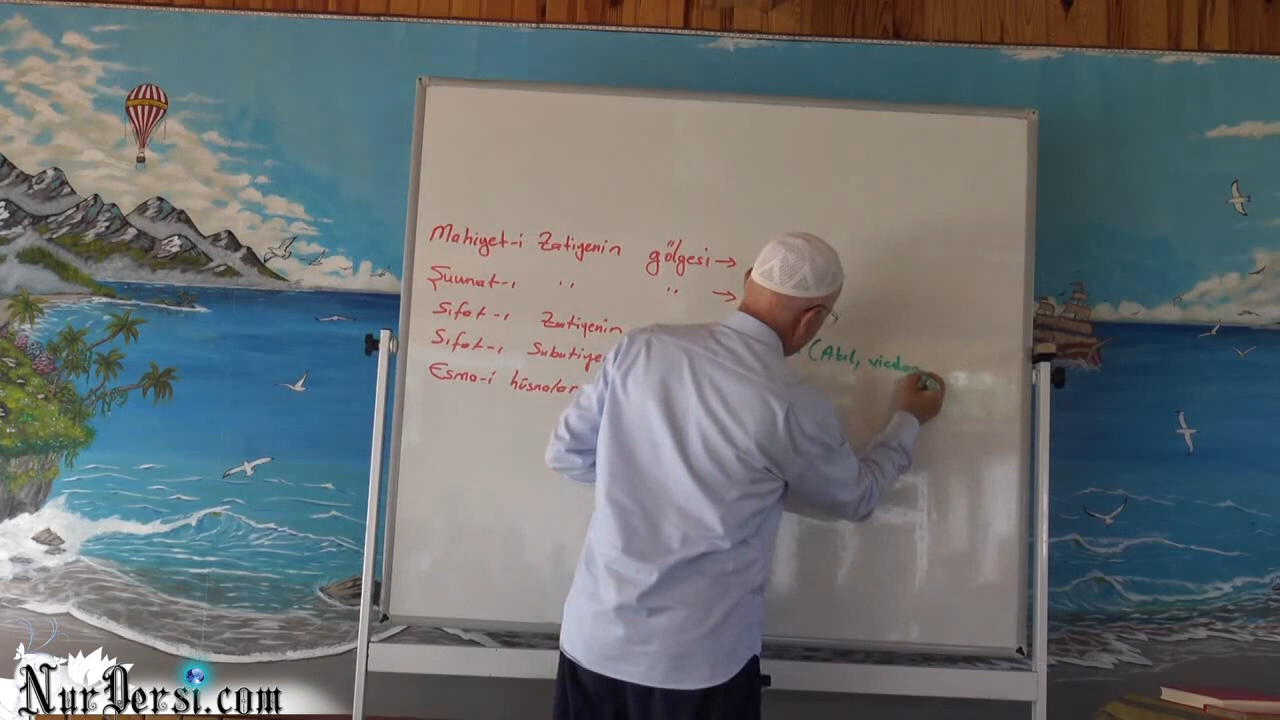 Mahiyet-i Zatiyenin gölgesi →
Şuunat-ı '' '' →
Sıfat-ı Zatiyenin
Sıfat-ı Subutiye
(Akıl, vicdan
Esma-i hüsnalar
NurDersi.com